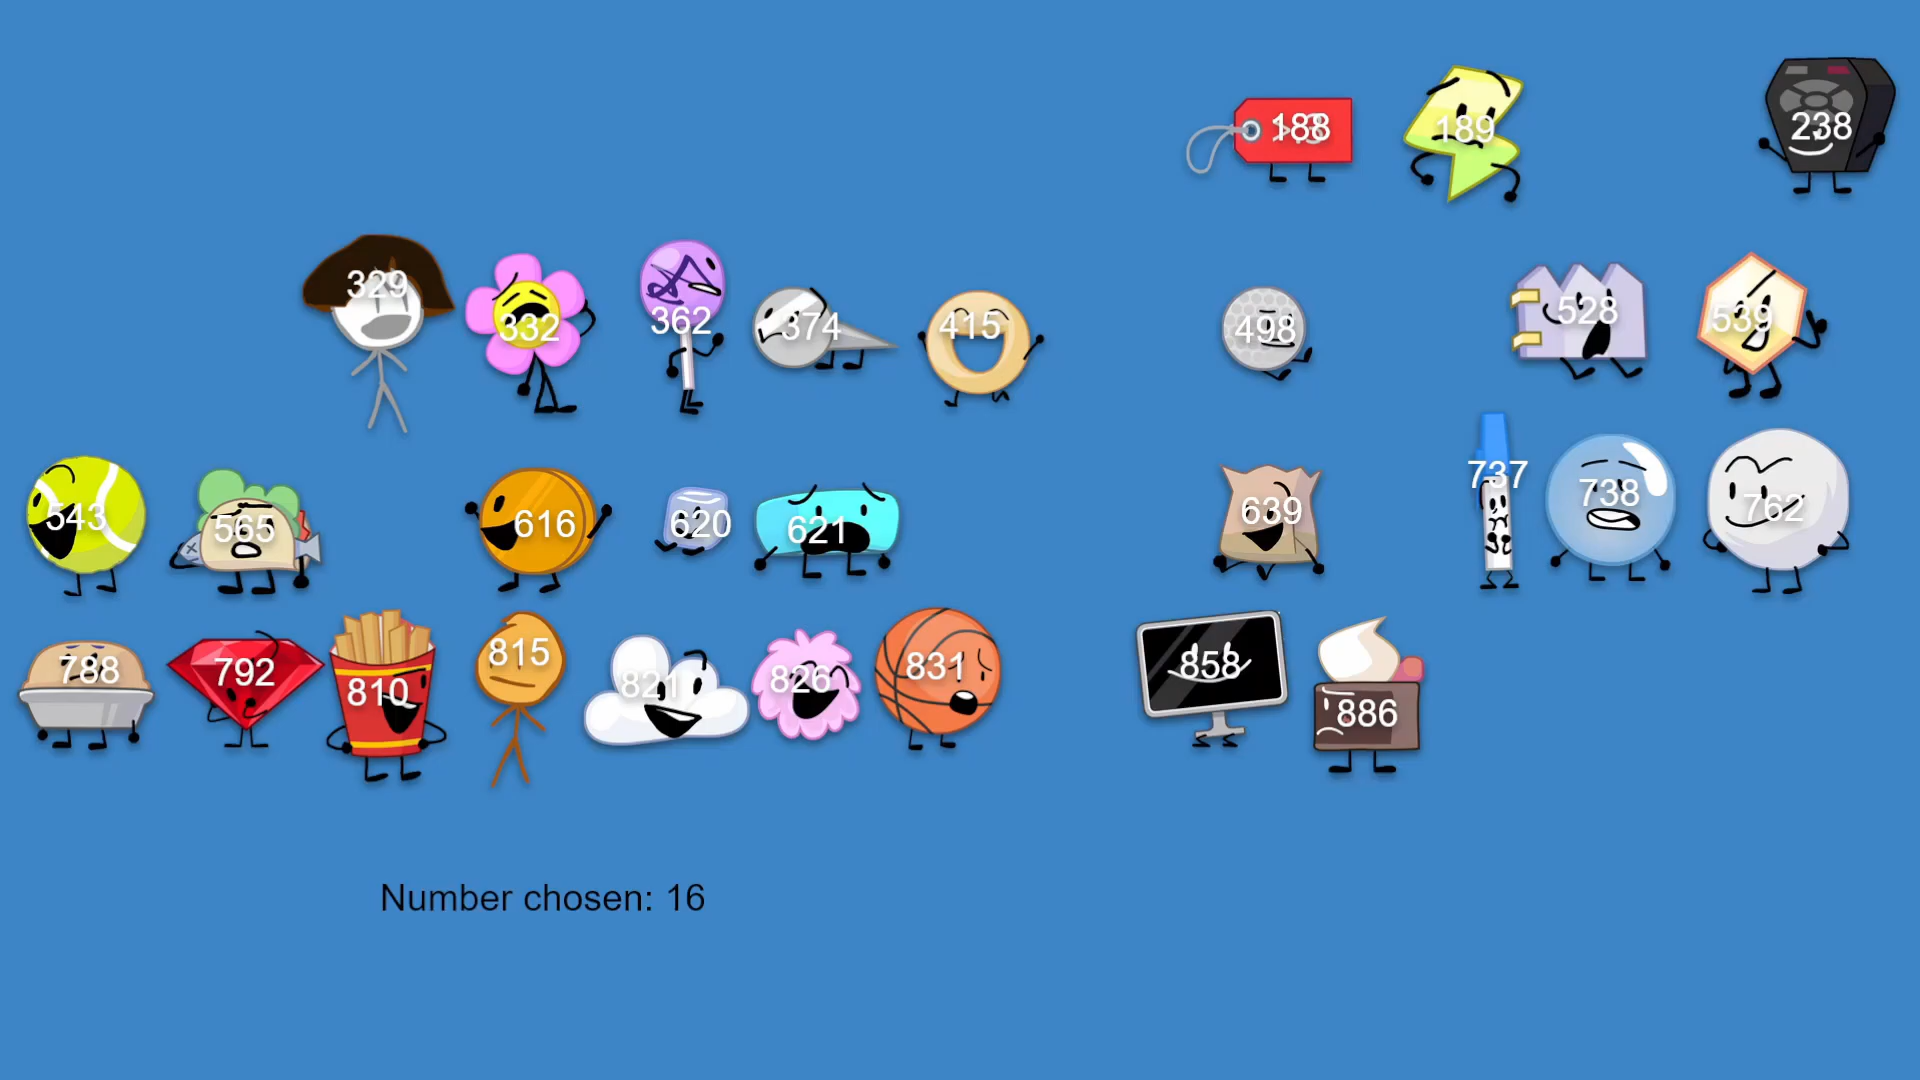 188 189 238
329 332 362 374 415 498 528 539
543 565 616 620 621 639 737 738 762
788 792 810 815 821 826 831 858 886
Number chosen: 16